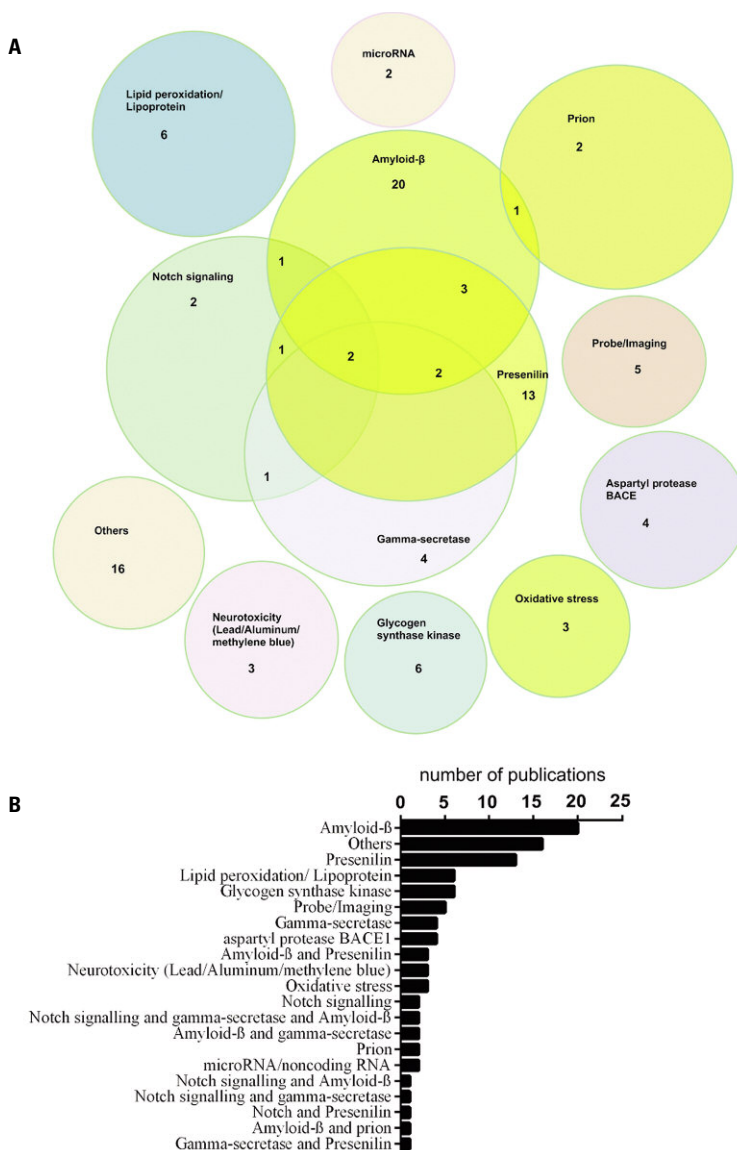 A
microRNA
2
Lipid peroxidation/
Lipoprotein
6
Prion
2
Amyloid-β
20
1
1
Notch signaling
2
3
1
2
2
Presenilin
13
Probe/Imaging
5
1
Gamma-secretase
4
Aspartyl protease
BACE
4
Others
16
Neurotoxicity
(Lead/Aluminum/
methylene blue)
3
Glycogen
synthase kinase
6
Oxidative stress
3
B
number of publications
0 5 10 15 20 25
Amyloid-ß
Others
Presenilin
Lipid peroxidation/ Lipoprotein
Glycogen synthase kinase
Probe/Imaging
Gamma-secretase
aspartyl protease BACE1
Amyloid-ß and Presenilin
Neurotoxicity (Lead/Aluminum/methylene blue)
Oxidative stress
Notch signalling
Notch signalling and gamma-secretase and Amyloid-ß
Amyloid-ß and gamma-secretase
Prion
microRNA/noncoding RNA
Notch signalling and Amyloid-ß
Notch signalling and gamma-secretase
Notch and Presenilin
Amyloid-ß and prion
Gamma-secretase and Presenilin